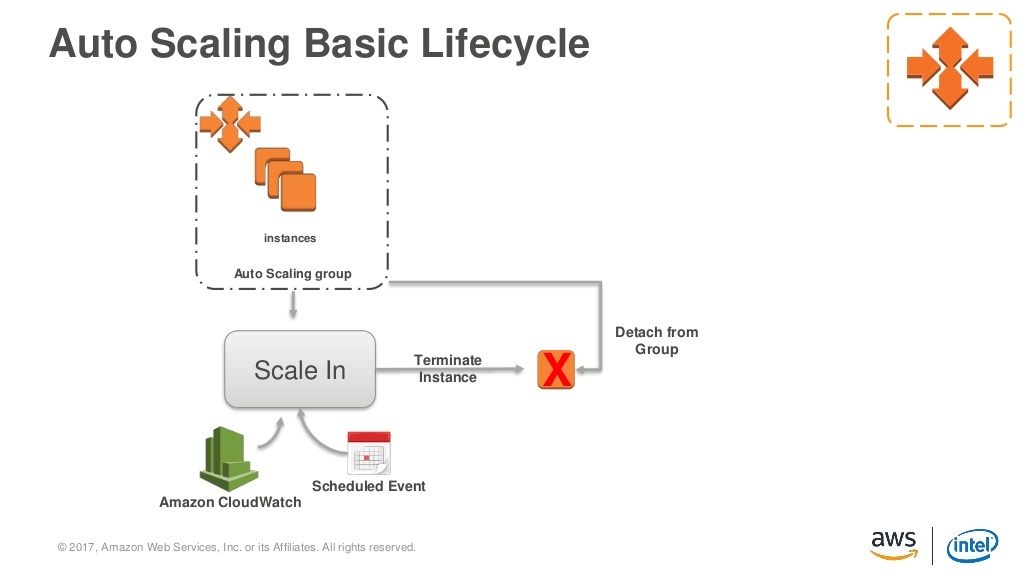 Auto Scaling Basic Lifecycle
instances
Auto Scaling group
Detach from
Group
Scale In
Terminate
Instance
X
Amazon CloudWatch
Scheduled Event
© 2017, Amazon Web Services, Inc. or its Affiliates. All rights reserved.
aws
intel